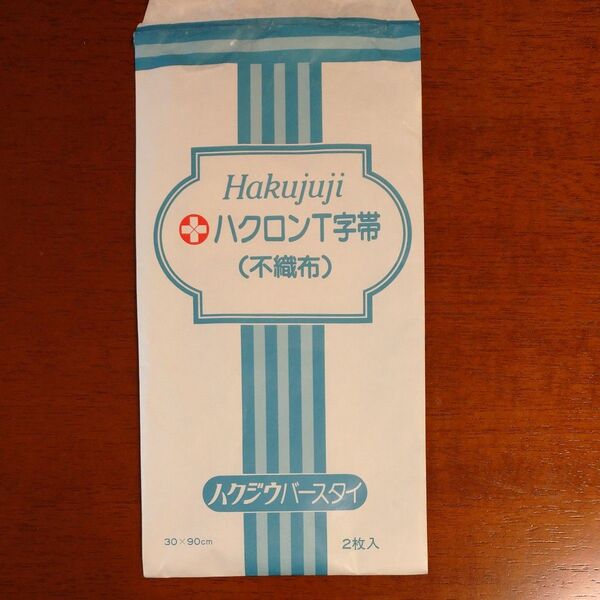 Hakujuji
ハクロンT字帯
(不織布)
ハクジウバースタイ
30×90cm
2枚入